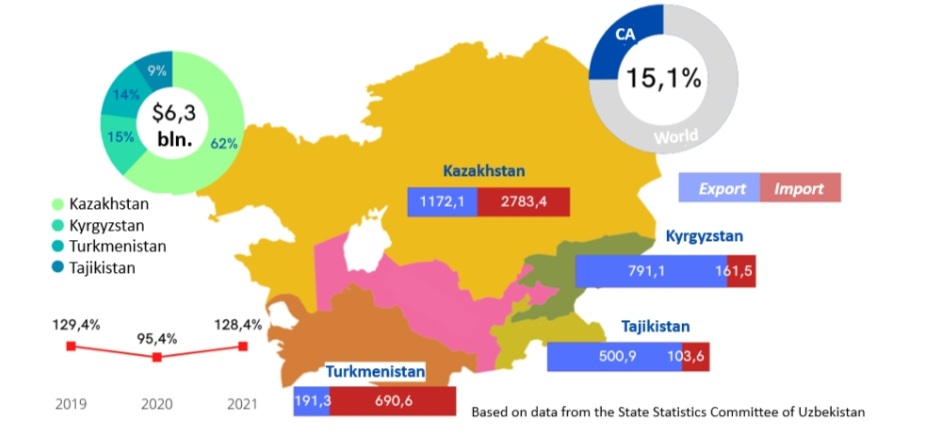 CA
15,1%
World
9%
14%
15%
62%
$6,3
bln.
Kazakhstan
Kyrgyzstan
Turkmenistan
Tajikistan
Kazakhstan
1172,1 2783,4
Export Import
Kyrgyzstan
791,1 161,5
Tajikistan
500,9 103,6
Turkmenistan
191,3 690,6
129,4%
95,4%
128,4%
2019 2020 2021
Based on data from the State Statistics Committee of Uzbekistan